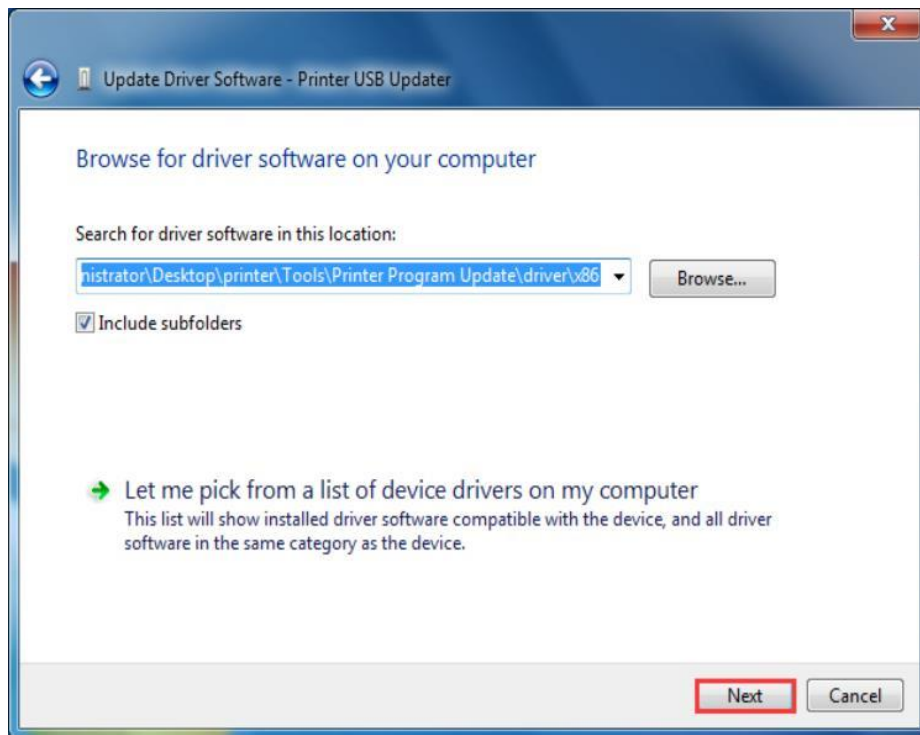 Update Driver Software - Printer USB Updater
Browse for driver software on your computer
Search for driver software in this location:
nistrator\Desktop\printer\Tools\Printer Program Update\driver\x86
Browse...
Include subfolders
Let me pick from a list of device drivers on my computer
This list will show installed driver software compatible with the device, and all driver
software in the same category as the device.
Next
Cancel